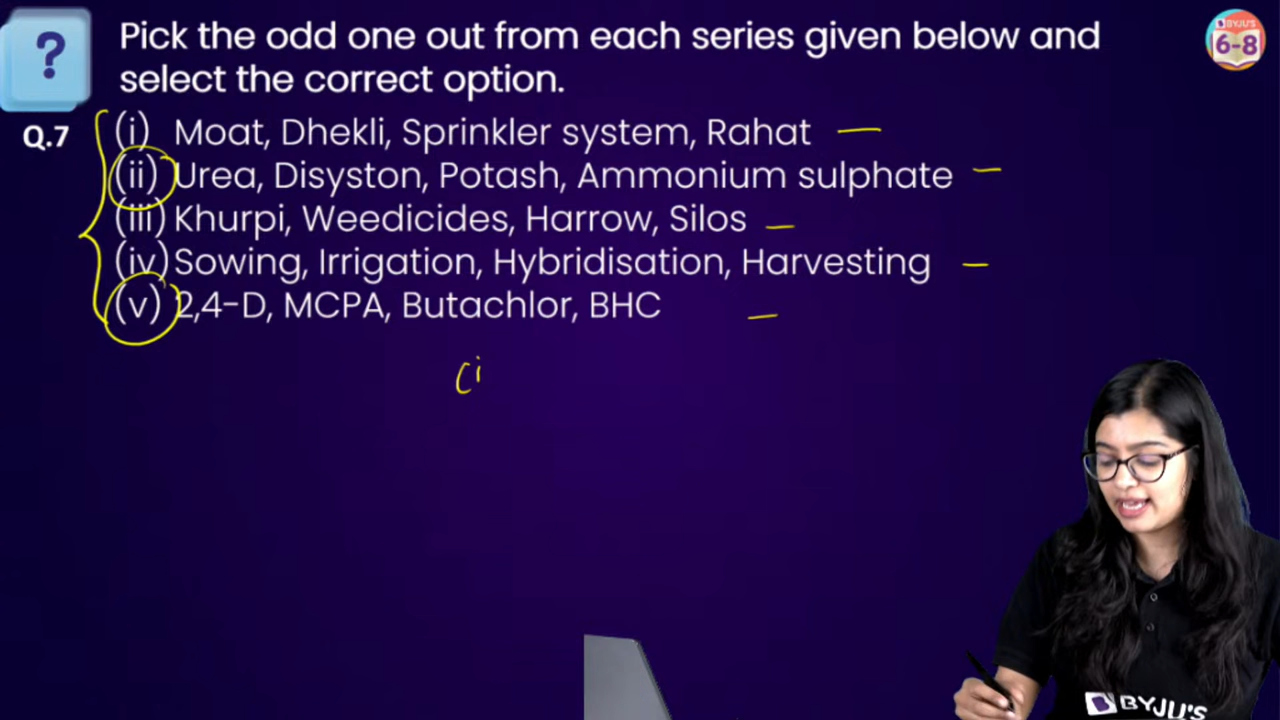 ?
Pick the odd one out from each series given below and
select the correct option.
BYJU'S
6-8
Q.7
(i) Moat, Dhekli, Sprinkler system, Rahat
(ii) Urea, Disyston, Potash, Ammonium sulphate
(iii) Khurpi, Weedicides, Harrow, Silos
(iv) Sowing, Irrigation, Hybridisation, Harvesting
(v) 2,4-D, MCPA, Butachlor, BHC
(i
BYJU'S